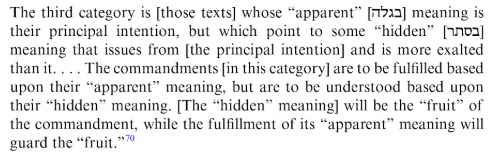 The third category is [those texts] whose “apparent” [בגלה] meaning is
their principal intention, but which point to some “hidden” [בסתר]
meaning that issues from [the principal intention] and is more exalted
than it. . . . The commandments [in this category] are to be fulfilled based
upon their “apparent” meaning, but are to be understood based upon
their “hidden” meaning. [The “hidden” meaning] will be the “fruit” of
the commandment, while the fulfillment of its “apparent” meaning will
guard the “fruit.”70